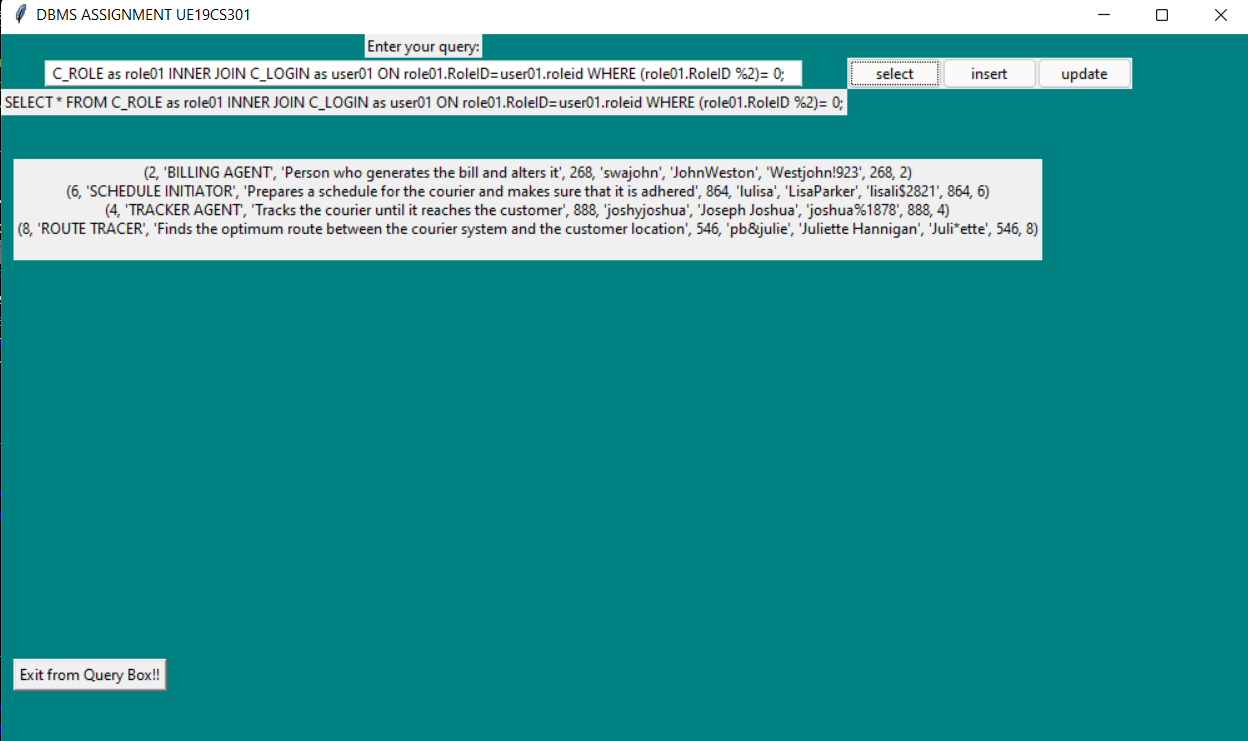 DBMS ASSIGNMENT UE19CS301
Enter your query:
C_ROLE as role01 INNER JOIN C_LOGIN as user01 ON role01.RoleID=user01.roleid WHERE (role01.RoleID %2)= 0;
select insert update
SELECT * FROM C_ROLE as role01 INNER JOIN C_LOGIN as user01 ON role01.RoleID=user01.roleid WHERE (role01.RoleID %2)= 0;
(2, 'BILLING AGENT', 'Person who generates the bill and alters it', 268, 'swajohn', 'JohnWeston', 'Westjohn!923', 268, 2)
(6, 'SCHEDULE INITIATOR', 'Prepares a schedule for the courier and makes sure that it is adhered', 864, 'lulisa', 'LisaParker', 'lisali$2821', 864, 6)
(4, 'TRACKER AGENT', 'Tracks the courier until it reaches the customer', 888, 'joshyjoshua', 'Joseph Joshua', 'joshua%1878', 888, 4)
(8, 'ROUTE TRACER', 'Finds the optimum route between the courier system and the customer location', 546, 'pb&julie', 'Juliette Hannigan', 'Juli*ette', 546, 8)
Exit from Query Box!!